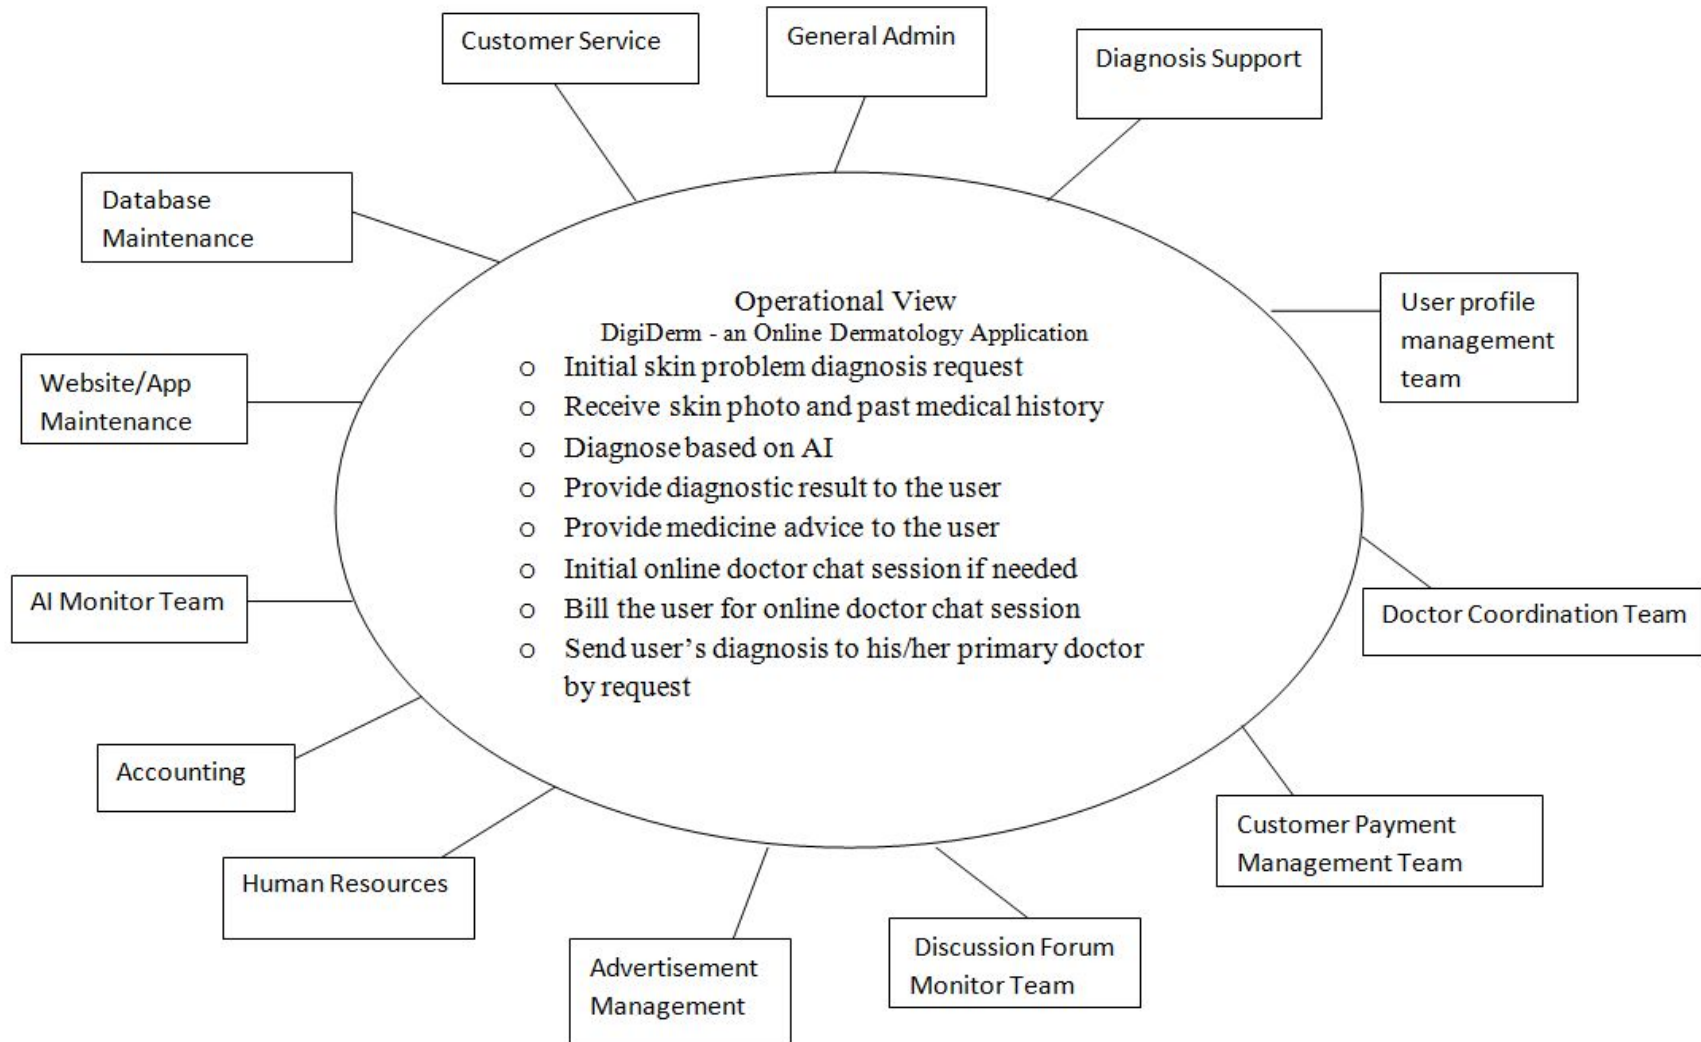 Customer Service
General Admin
Diagnosis Support
Database
Maintenance
User profile
management
team
Website/App
Maintenance
Operational View
DigiDerm - an Online Dermatology Application
o Initial skin problem diagnosis request
o Receive skin photo and past medical history
o Diagnose based on AI
o Provide diagnostic result to the user
o Provide medicine advice to the user
o Initial online doctor chat session if needed
o Bill the user for online doctor chat session
o Send user’s diagnosis to his/her primary doctor
by request
AI Monitor Team
Doctor Coordination Team
Accounting
Customer Payment
Management Team
Human Resources
Advertisement
Management
Discussion Forum
Monitor Team